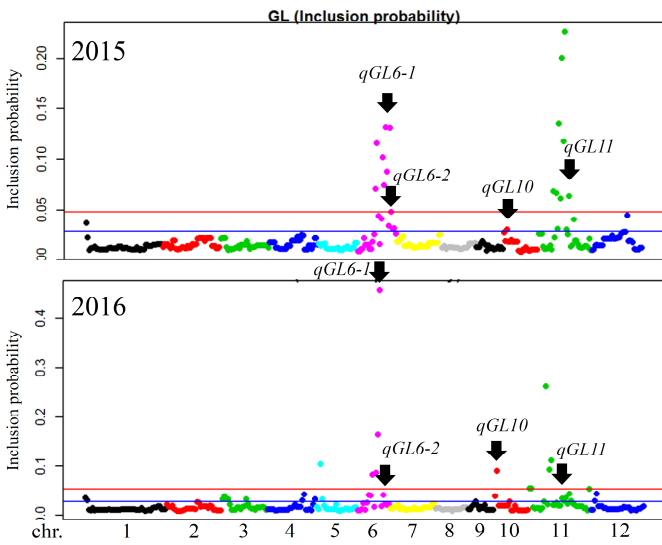 GL (Inclusion probability)
2015
Inclusion probability
0.20
0.15
0.10
0.05
qGL6-1
qGL6-2
qGL10
qGL11
qGL6-1
2016
Inclusion probability
0.4
0.3
0.2
0.1
qGL6-2
qGL10
qGL11
chr. 1 2 3 4 5 6 7 8 9 10 11 12